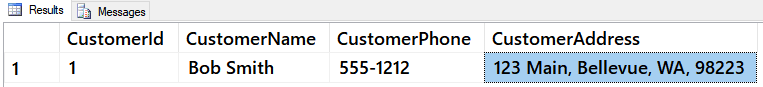 Results Messages
CustomerId CustomerName CustomerPhone CustomerAddress
1 1 Bob Smith 555-1212 123 Main, Bellevue, WA, 98223